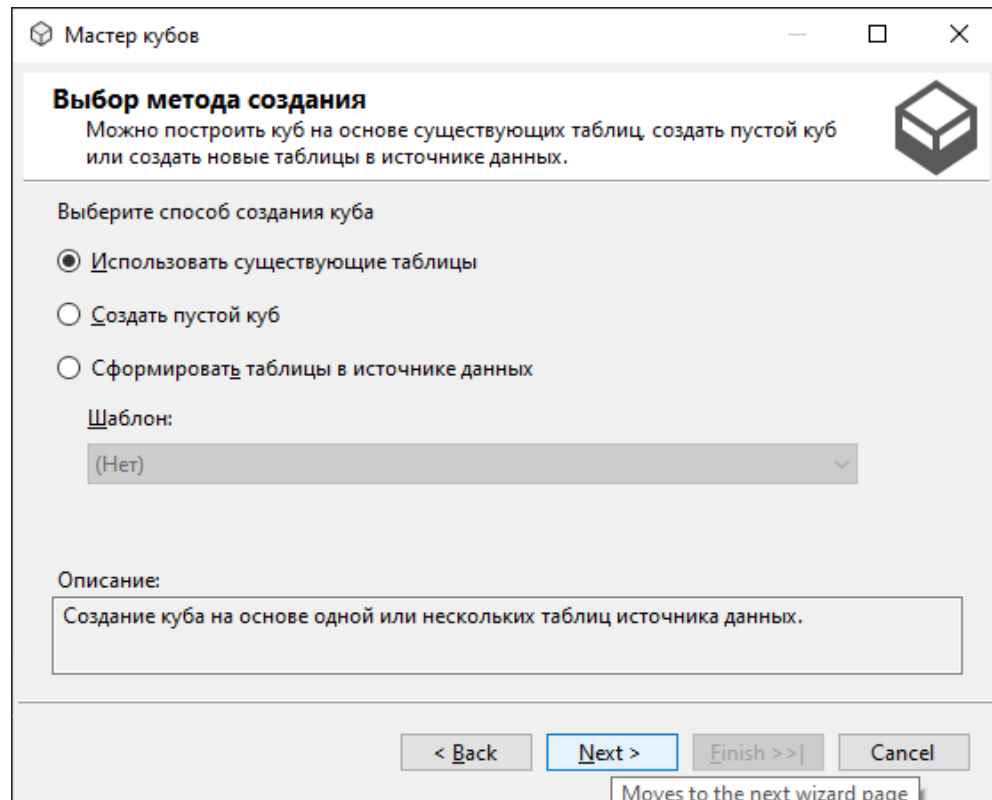 Мастер кубов
Выбор метода создания
Можно построить куб на основе существующих таблиц, создать пустой куб
или создать новые таблицы в источнике данных.
Выберите способ создания куба
Использовать существующие таблицы
Создать пустой куб
Сформировать таблицы в источнике данных
Шаблон:
(Нет)
Описание:
Создание куба на основе одной или нескольких таблиц источника данных.
< Back Next > Finish >>| Cancel
Moves to the next wizard page